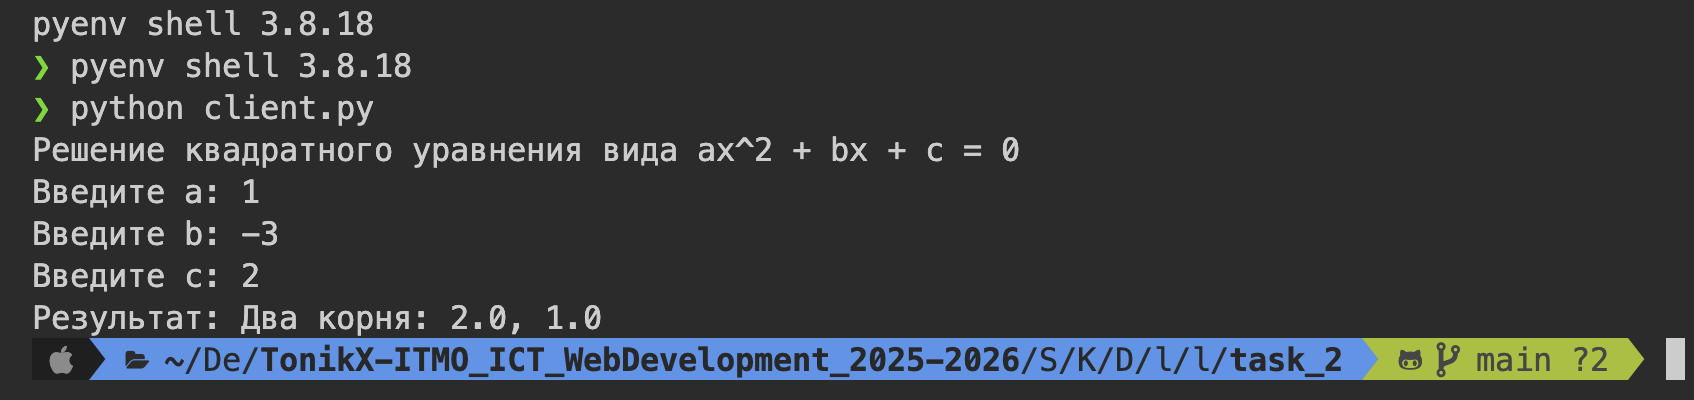 pyenv shell 3.8.18
❯ pyenv shell 3.8.18
❯ python client.py
Решение квадратного уравнения вида ax^2 + bx + c = 0
Введите a: 1
Введите b: -3
Введите c: 2
Результат: Два корня: 2.0, 1.0
~/De/TonikX-ITMO_ICT_WebDevelopment_2025-2026/S/K/D/l/l/task_2 main ?2